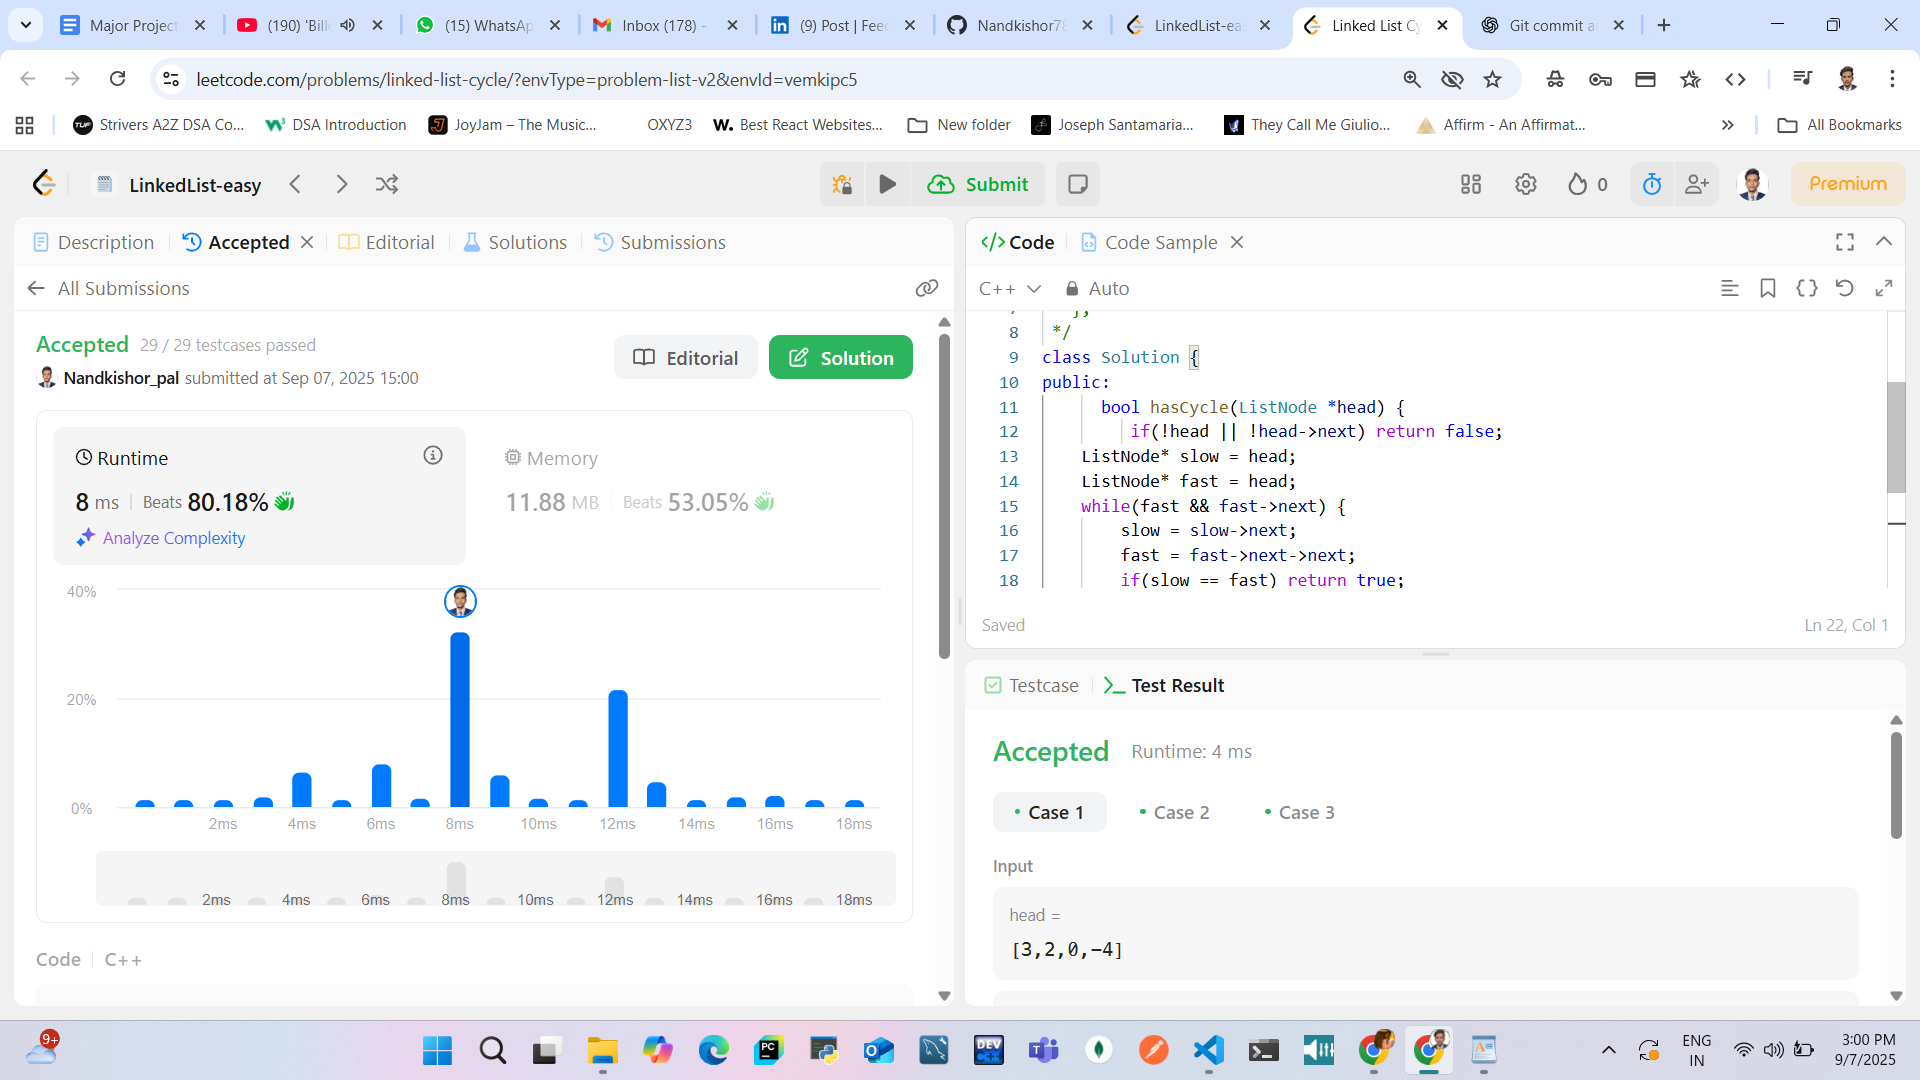 Major Project
(190) 'Bill
(15) WhatsAp
Inbox (178) -
(9) Post | Feed
Nandkishor78
LinkedList-ea
Linked List Cy
Git commit a
leetcode.com/problems/linked-list-cycle/?envType=problem-list-v2&envId=vemkipc5
Strivers A2Z DSA Co...
DSA Introduction
JoyJam – The Music...
OXYZ3
W. Best React Websites...
New folder
Joseph Santamaria...
They Call Me Giulio...
Affirm - An Affirmat...
All Bookmarks
LinkedList-easy
Submit
0
Premium
Description
Accepted
Editorial
Solutions
Submissions
All Submissions
Accepted 29 / 29 testcases passed
Nandkishor_pal submitted at Sep 07, 2025 15:00
Editorial
Solution
Runtime
8 ms Beats 80.18%
Analyze Complexity
Memory
11.88 MB Beats 53.05%
40%
20%
0%
2ms 4ms 6ms 8ms 10ms 12ms 14ms 16ms 18ms
2ms 4ms 6ms 8ms 10ms 12ms 14ms 16ms 18ms
Code C++
</> Code
Code Sample
C++
Auto
8 */
9 class Solution {
10 public:
11 bool hasCycle(ListNode *head) {
12 if(!head || !head->next) return false;
13 ListNode* slow = head;
14 ListNode* fast = head;
15 while(fast && fast->next) {
16 slow = slow->next;
17 fast = fast->next->next;
18 if(slow == fast) return true;
Saved
Ln 22, Col 1
Testcase
Test Result
Accepted Runtime: 4 ms
Case 1
Case 2
Case 3
Input
head =
[3,2,0,-4]
9+
ENG
IN
3:00 PM
9/7/2025